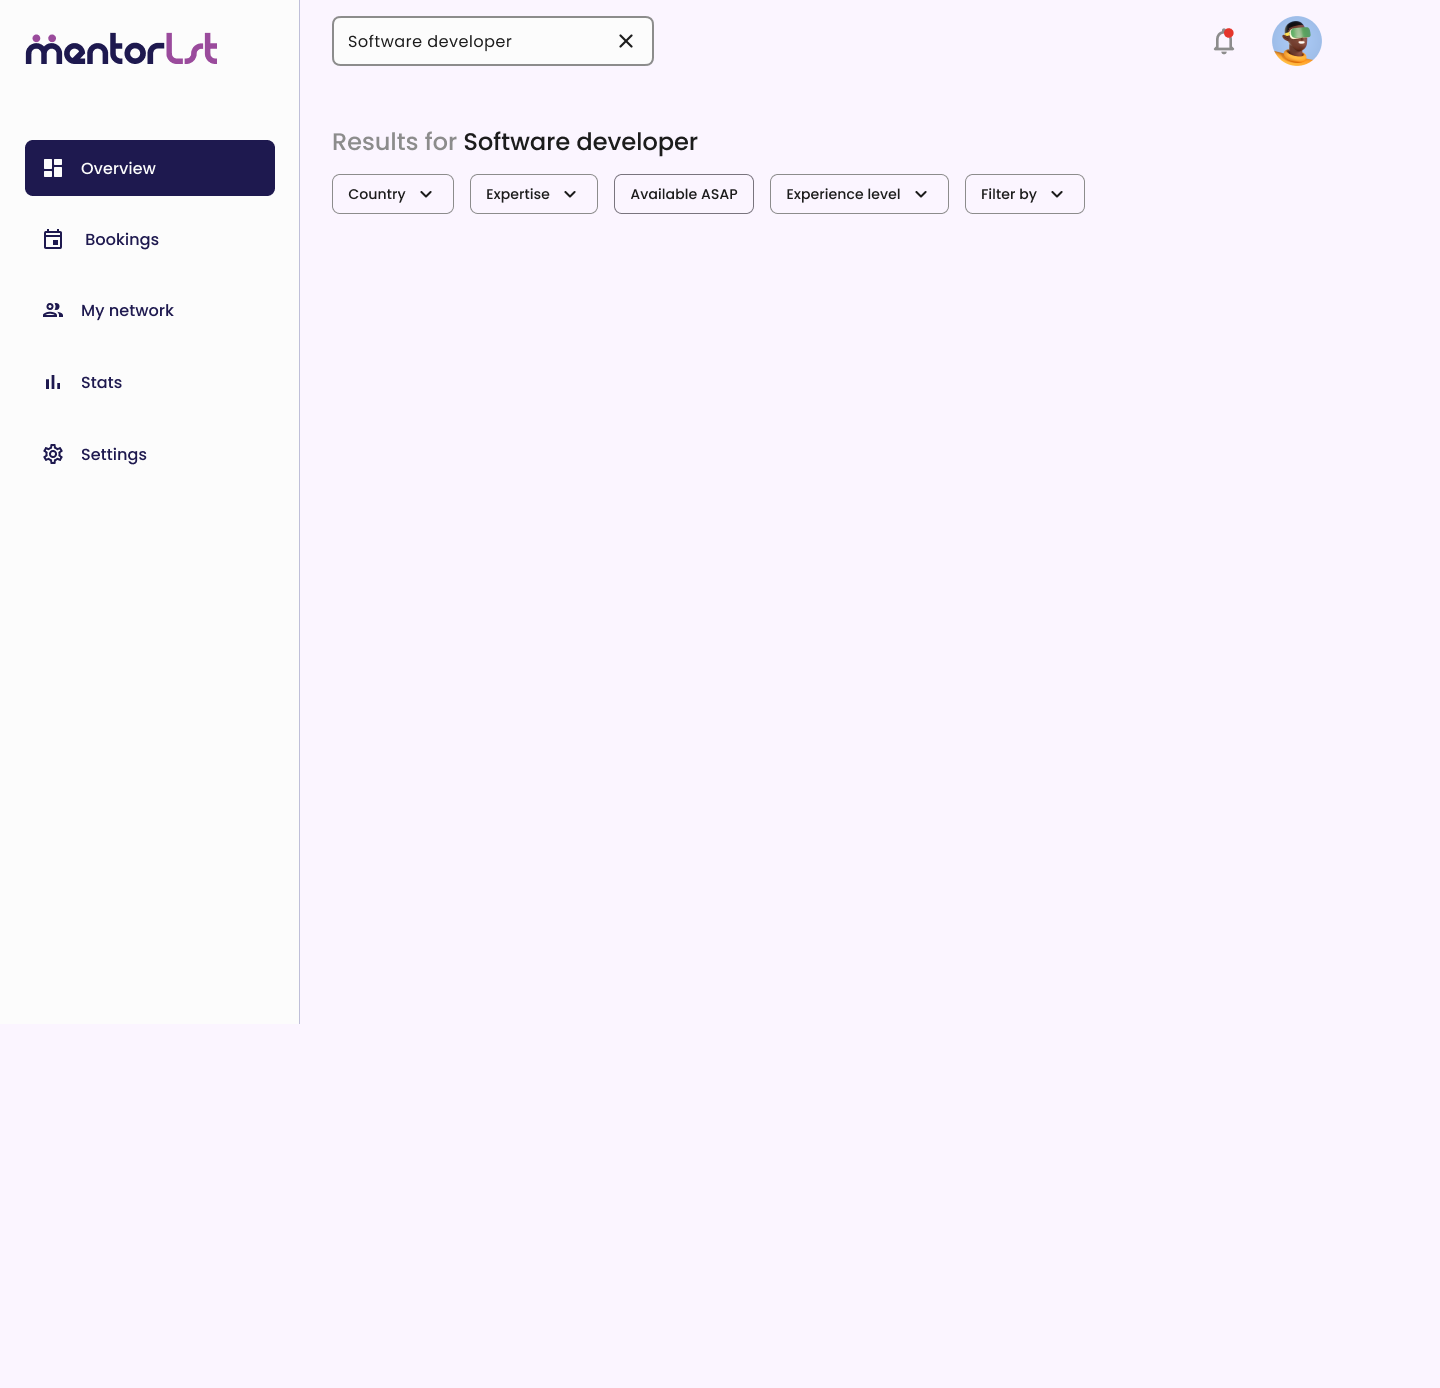 mentorLst
Software developer
Overview
Bookings
My network
Stats
Settings
Results for Software developer
Country
Expertise
Available ASAP
Experience level
Filter by